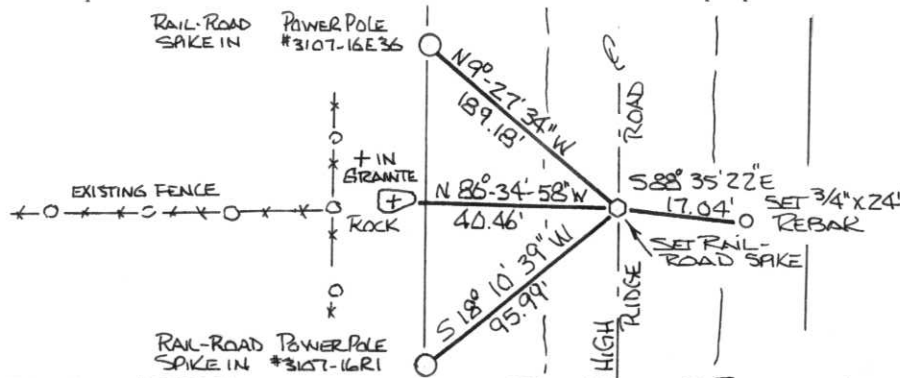 RAIL-ROAD SPIKE IN
POWER POLE #3107-16E36
N 9°-27' 34" W
189.18'
℄
ROAD
+ IN GRANITE ROCK
EXISTING FENCE
N 86°-34'-58" W
40.46'
S 88° 35' 22" E
17.04'
SET 3/4" X 24' REBAR
SET RAIL-ROAD SPIKE
S 18° 10' 39" W
95.99'
RIDGE
HIGH
RAIL-ROAD SPIKE IN
POWER POLE #3107-16R1